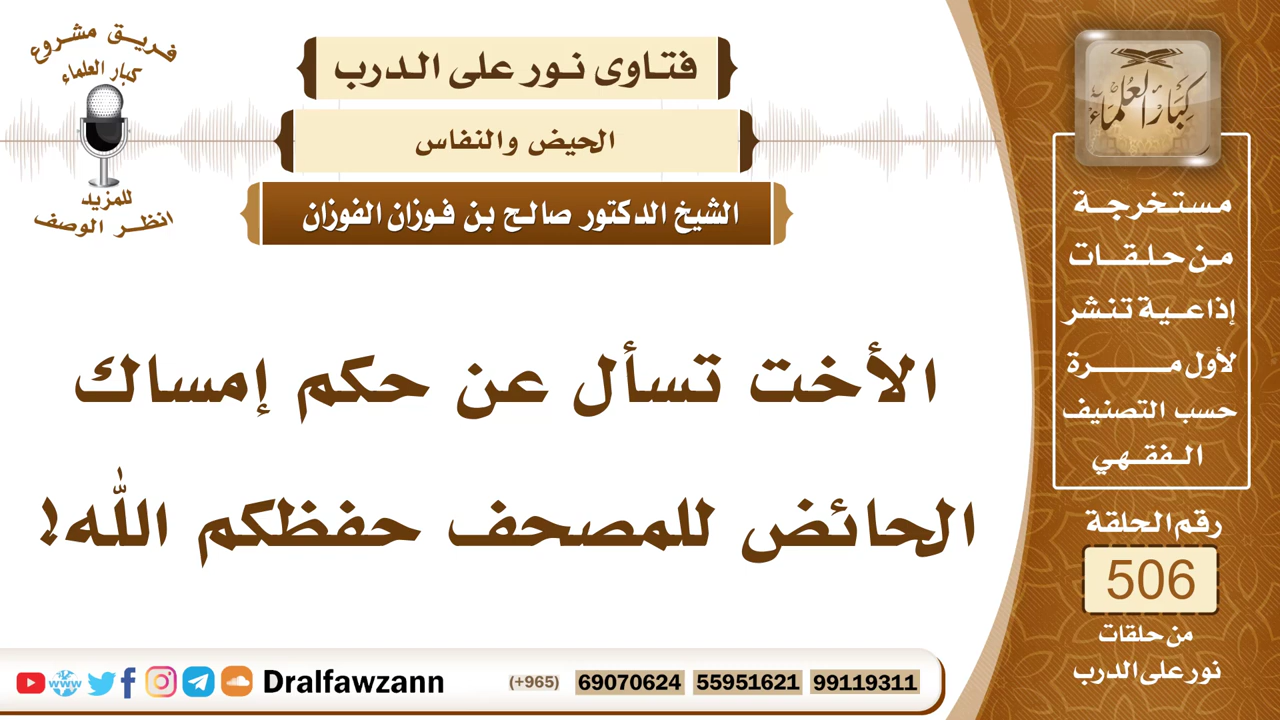 فريق مشروع
كبار العلماء
للمزيد
انظر الوصف
فتاوى نور على الدرب
الحيض والنفاس
الشيخ الدكتور صالح بن فوزان الفوزان
الأخت تسأل عن حكم إمساك
الحائض للمصحف حفظكم الله!
كبار العلماء
مستخرجة
من حلقات
إذاعية تنشر
لأول مرة
حسب التصنيف
الفقهي
رقم الحلقة
506
من حلقات
نور على الدرب
www
Dralfawzann
(+965) 69070624 55951621 99119311